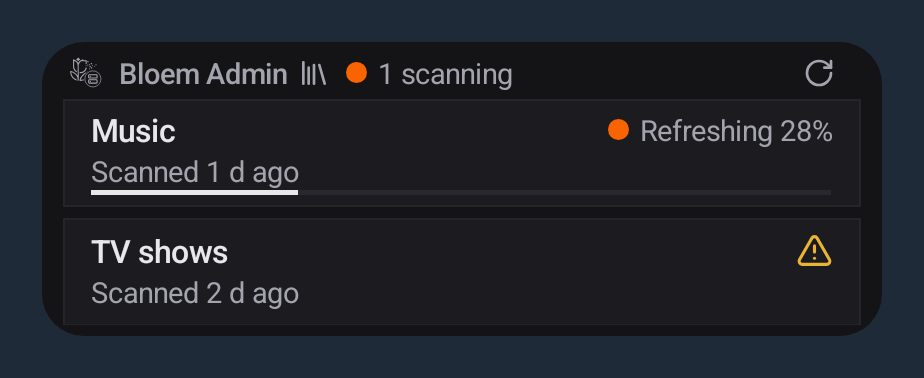 Bloem Admin 1 scanning
Music
Refreshing 28%
Scanned 1 d ago
TV shows
Scanned 2 d ago